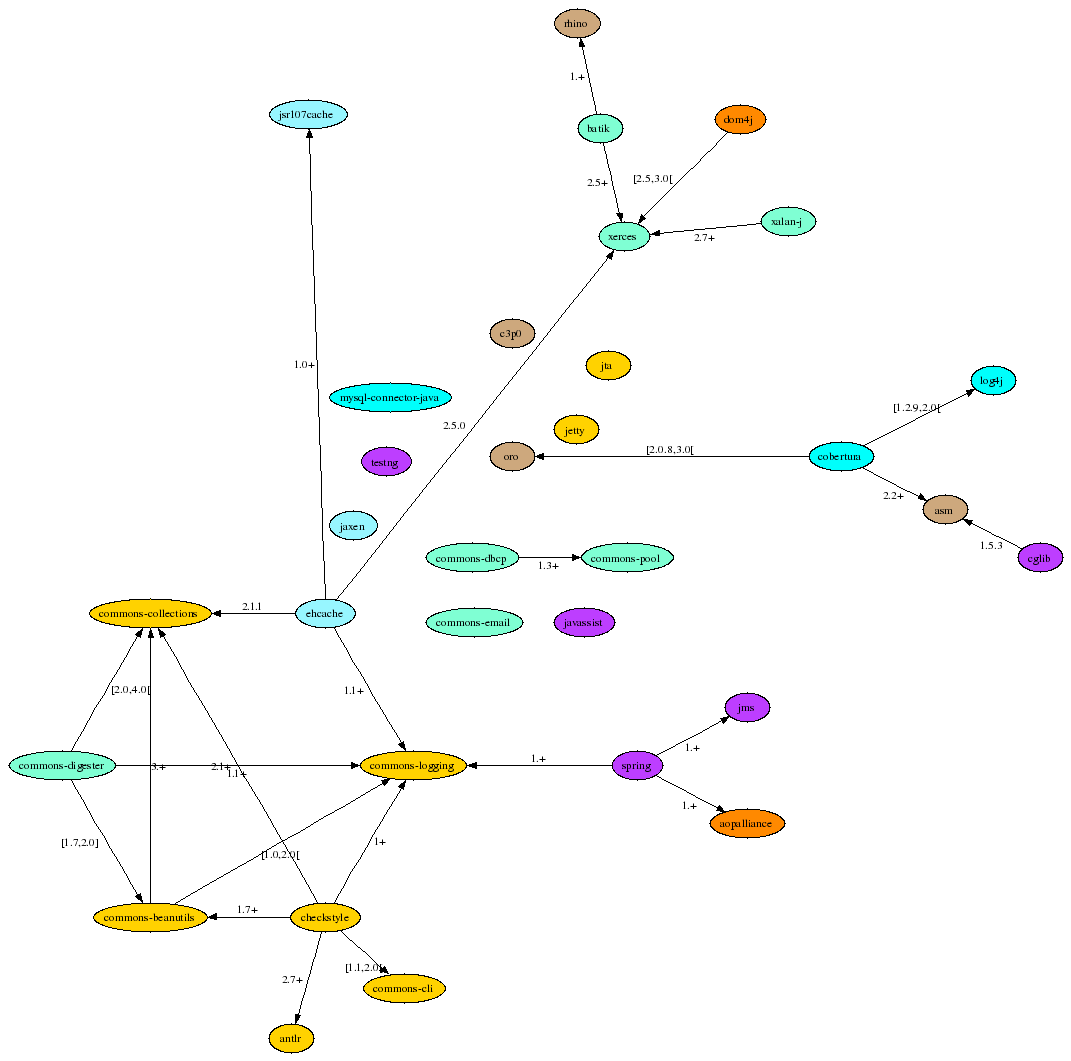 rhino
1.+
jsr107cache
batik
dom4j
2.5+
[2.5,3.0[
xalan-j
xerces
2.7+
c3p0
1.0+
jta
log4j
mysql-connector-java
[1.2.9,2.0[
2.5.0
jetty
testng
oro
[2.0.8,3.0[
cobertura
2.2+
asm
jaxen
1.5.3
commons-dbcp
1.3+
commons-pool
cglib
commons-collections
2.1.1
ehcache
commons-email
javassist
[2.0,4.0[
1.1+
jms
1.+
commons-digester
3.+
2.1+
1.1+
commons-logging
1.+
spring
1.+
aopalliance
[1.7,2.0]
1+
[1.0,2.0[
commons-beanutils
1.7+
checkstyle
[1.1,2.0[
2.7+
commons-cli
antlr